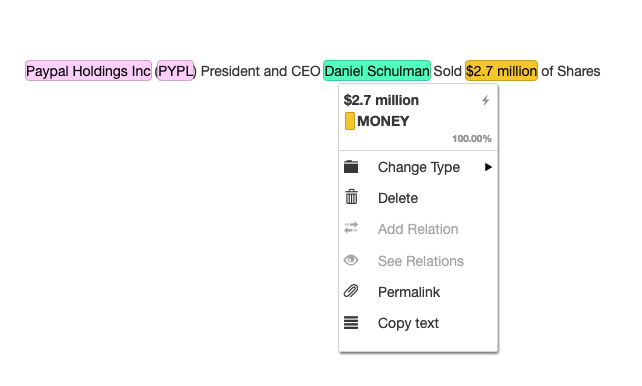 Paypal Holdings Inc (PYPL) President and CEO Daniel Schulman Sold $2.7 million of Shares
$2.7 million
MONEY
100.00%
Change Type
Delete
Add Relation
See Relations
Permalink
Copy text